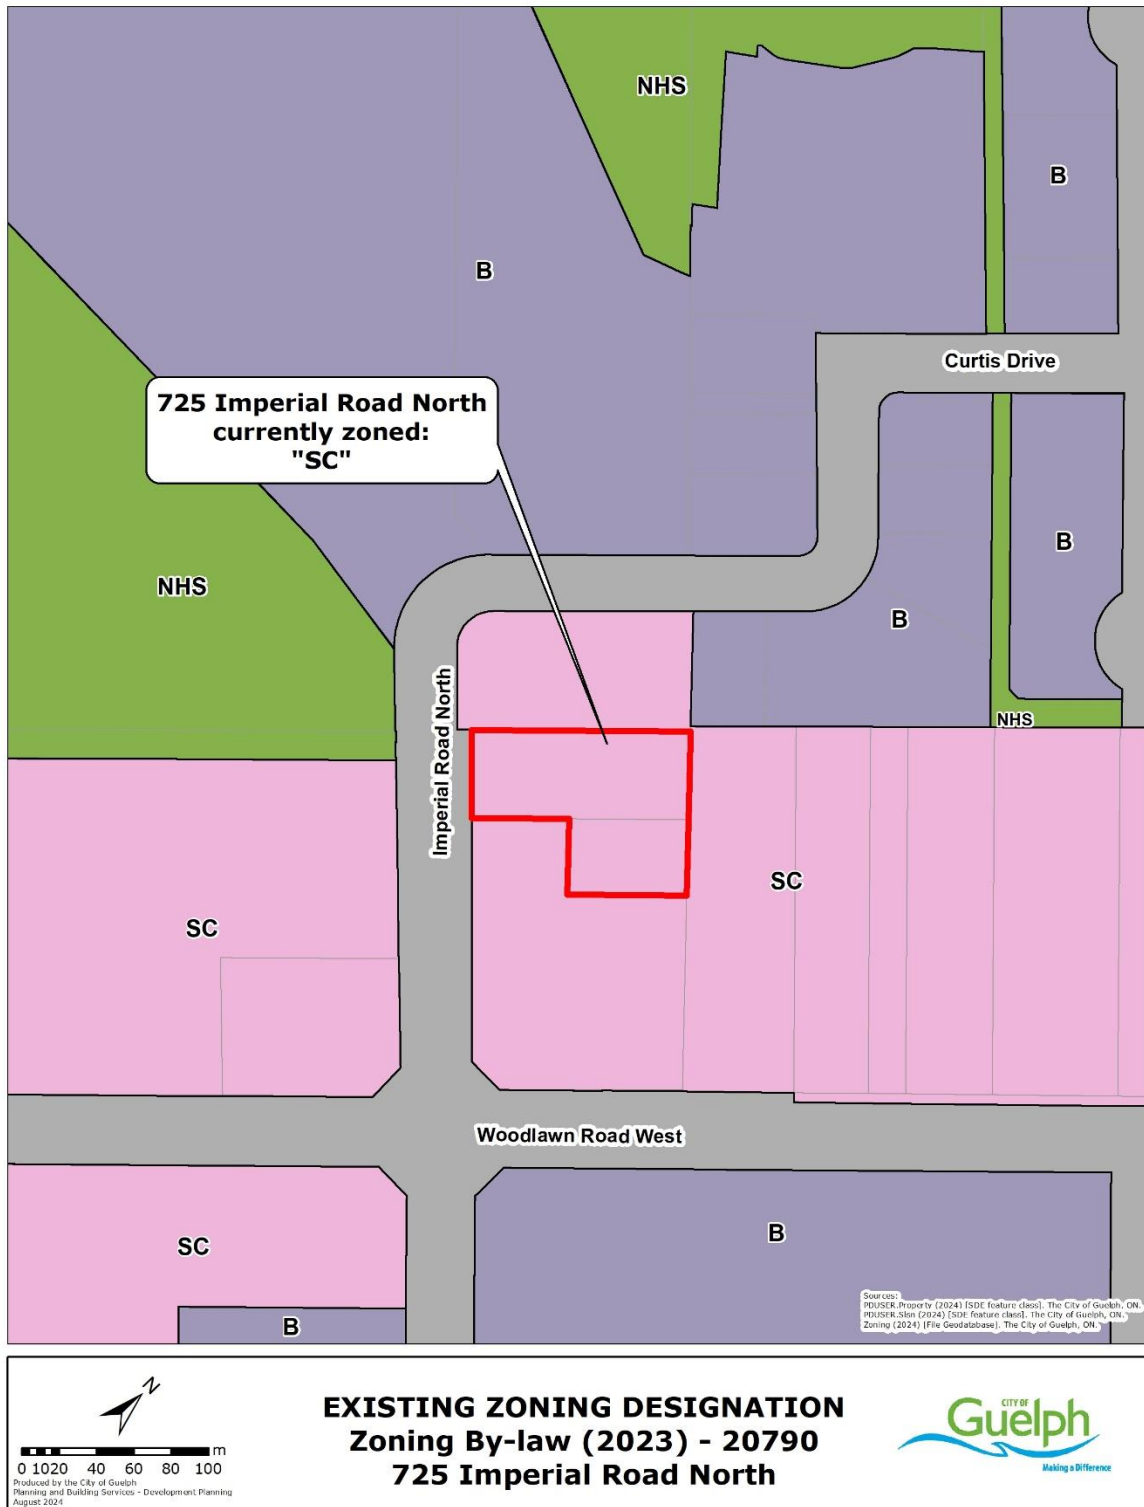 NHS
B
B
Curtis Drive
725 Imperial Road North
currently zoned:
"SC"
B
NHS
B
Imperial Road North
NHS
SC
SC
Woodlawn Road West
B
SC
B
Sources:
PDUSER.Property (2024) [SDE feature class]. The City of Guelph, ON.
PDUSER.Slsn (2024) [SDE feature class]. The City of Guelph, ON.
Zoning (2024) [File Geodatabase]. The City of Guelph, ON.
N
m
0 1020 40 60 80 100
Produced by the City of Guelph
Planning and Building Services - Development Planning
August 2024
EXISTING ZONING DESIGNATION
Zoning By-law (2023) - 20790
725 Imperial Road North
CITY OF
Guelph
Making a Difference